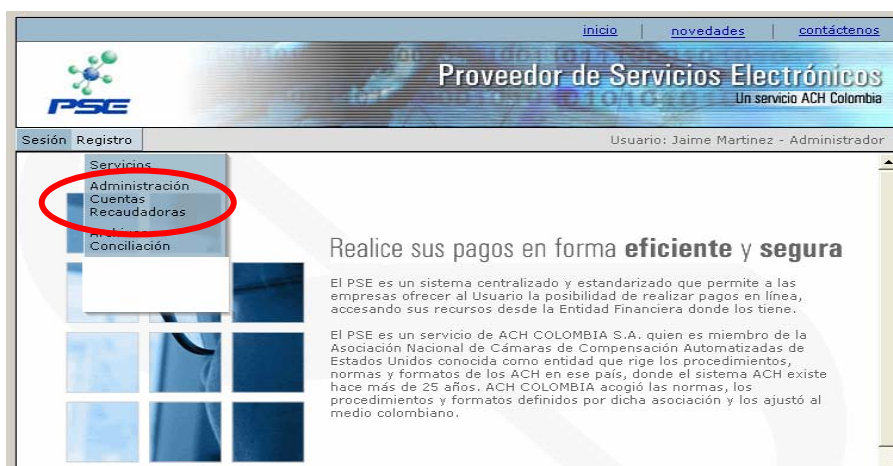 inicio | novedades | contáctenos
PSE
Proveedor de Servicios Electrónicos
Un servicio ACH Colombia
Sesión Registro
Usuario: Jaime Martinez - Administrador
Servicios
Administración
Cuentas
Recaudadoras
Archivos
Conciliación
Realice sus pagos en forma eficiente y segura
El PSE es un sistema centralizado y estandarizado que permite a las
empresas ofrecer al Usuario la posibilidad de realizar pagos en línea,
accesando sus recursos desde la Entidad Financiera donde los tiene.
El PSE es un servicio de ACH COLOMBIA S.A. quien es miembro de la
Asociación Nacional de Cámaras de Compensación Automatizadas de
Estados Unidos conocida como entidad que rige los procedimientos,
normas y formatos de los ACH en ese país, donde el sistema ACH existe
hace más de 25 años. ACH COLOMBIA acogió las normas, los
procedimientos y formatos definidos por dicha asociación y los ajustó al
medio colombiano.